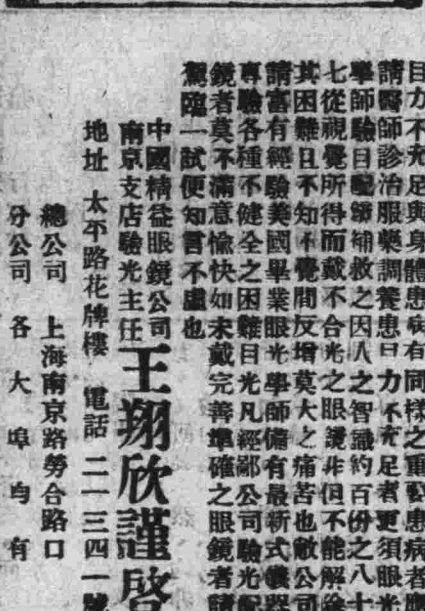 目力不充足與身體患病有同樣之重要患病者應
請醫師診治服藥調養患目力不充足者更須眼光
學師驗目配鏡補救之因人之智識約百份之八十
七從視覺所得而戴不合光之眼鏡非但不能解除
其困難且不知不覺間反增莫大之痛苦也敝公司
請富有經驗美國畢業眼光學師備有最新式儀器
專驗各種不健全之困難目光凡經鄙公司驗光配
鏡者莫不滿意愉快如未戴完善準確之眼鏡者請
駕臨一試便知言不虛也
中國精益眼鏡公司
南京支店驗光主任
王翔欣謹啓
地址 太平路花牌樓 電話 二一三四一號
總公司 上海南京路勞合路口
分公司 各大埠均有